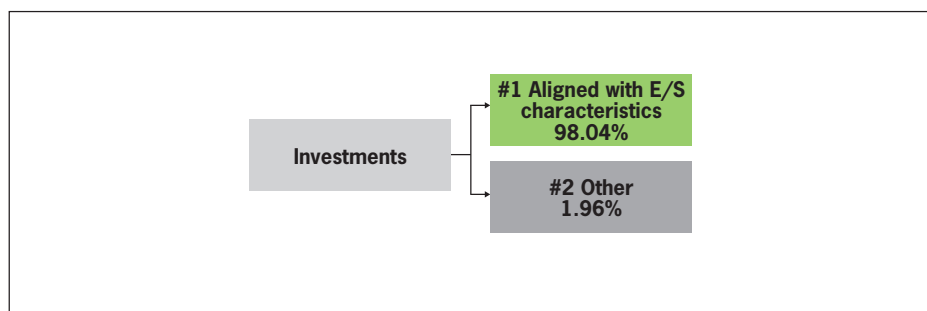 Investments
#1 Aligned with E/S
characteristics
98.04%
#2 Other
1.96%